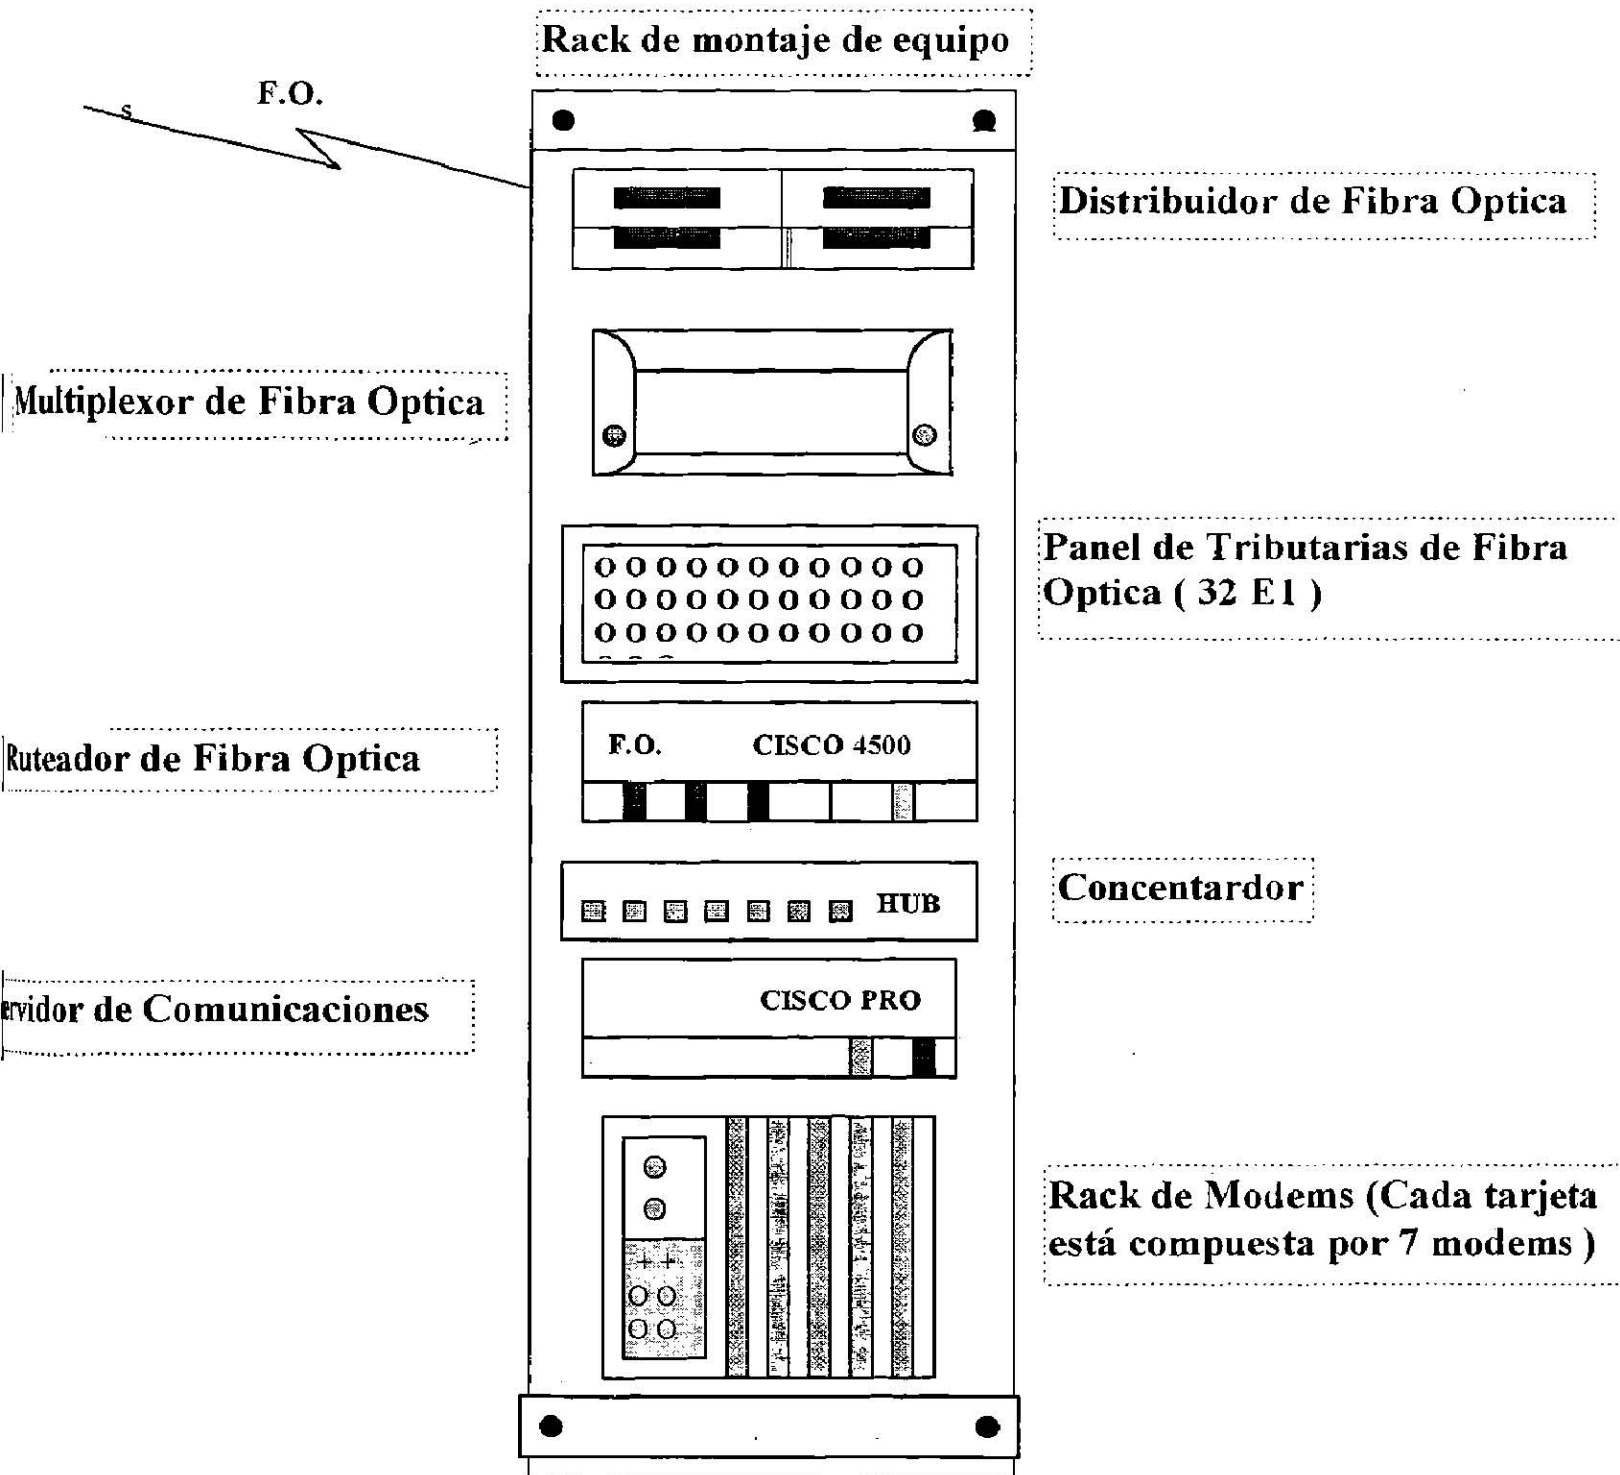 Rack de montaje de equipo
F.O.
s
Distribuidor de Fibra Optica
Multiplexor de Fibra Optica
Panel de Tributarias de Fibra
Optica ( 32 E1 )
O O O O O O O O O O O
O O O O O O O O O O O
O O O O O O O O O O O
Ruteador de Fibra Optica
F.O. CISCO 4500
Concentardor
HUB
ervidor de Comunicaciones
CISCO PRO
Rack de Modems (Cada tarjeta
está compuesta por 7 modems )
+ +
O O
O O